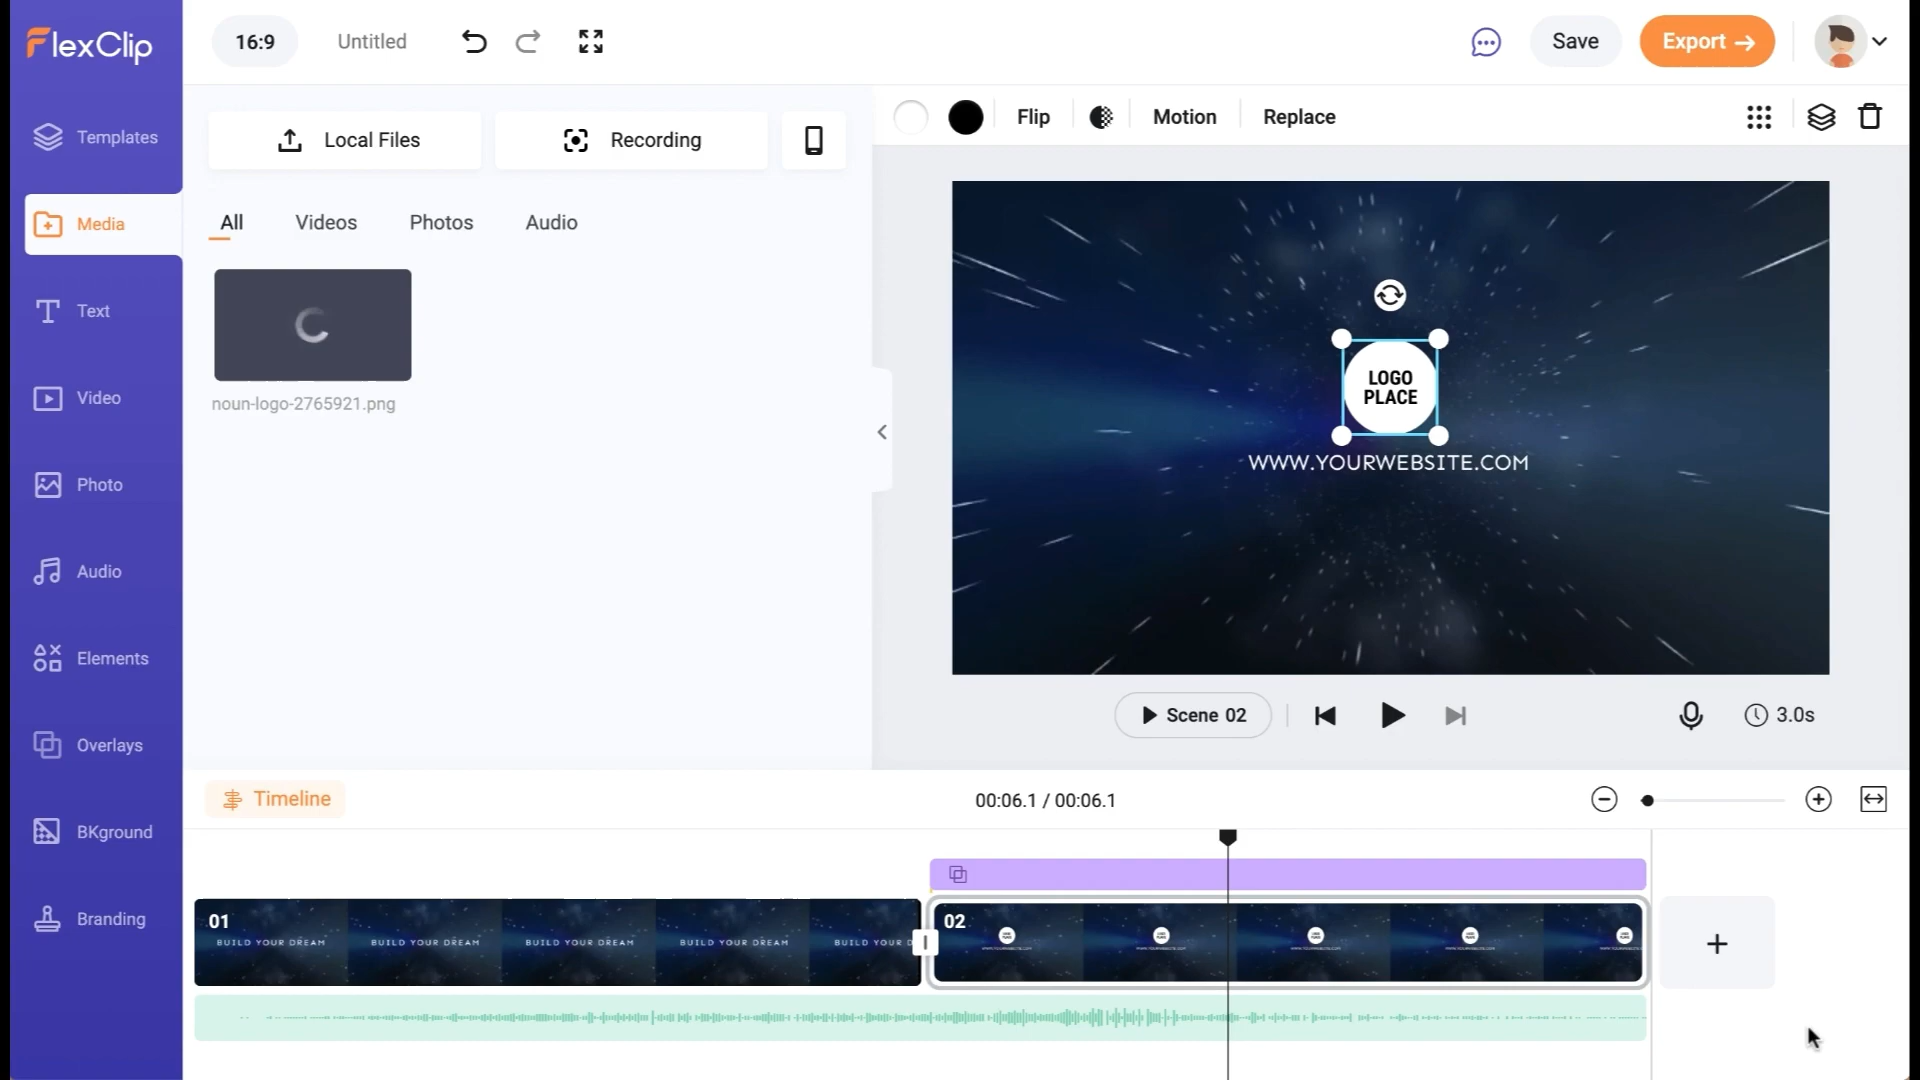 FlexClip
16:9
Untitled
Save
Export
Templates
Media
Text
Video
Photo
Audio
Elements
Overlays
BKground
Branding
Local Files
Recording
All
Videos
Photos
Audio
noun-logo-2765921.png
Flip
Motion
Replace
LOGO
PLACE
WWW.YOURWEBSITE.COM
Scene 02
3.0s
Timeline
00:06.1 / 00:06.1
01
BUILD YOUR DREAM
BUILD YOUR DREAM
BUILD YOUR DREAM
BUILD YOUR DREAM
BUILD YOUR D
02